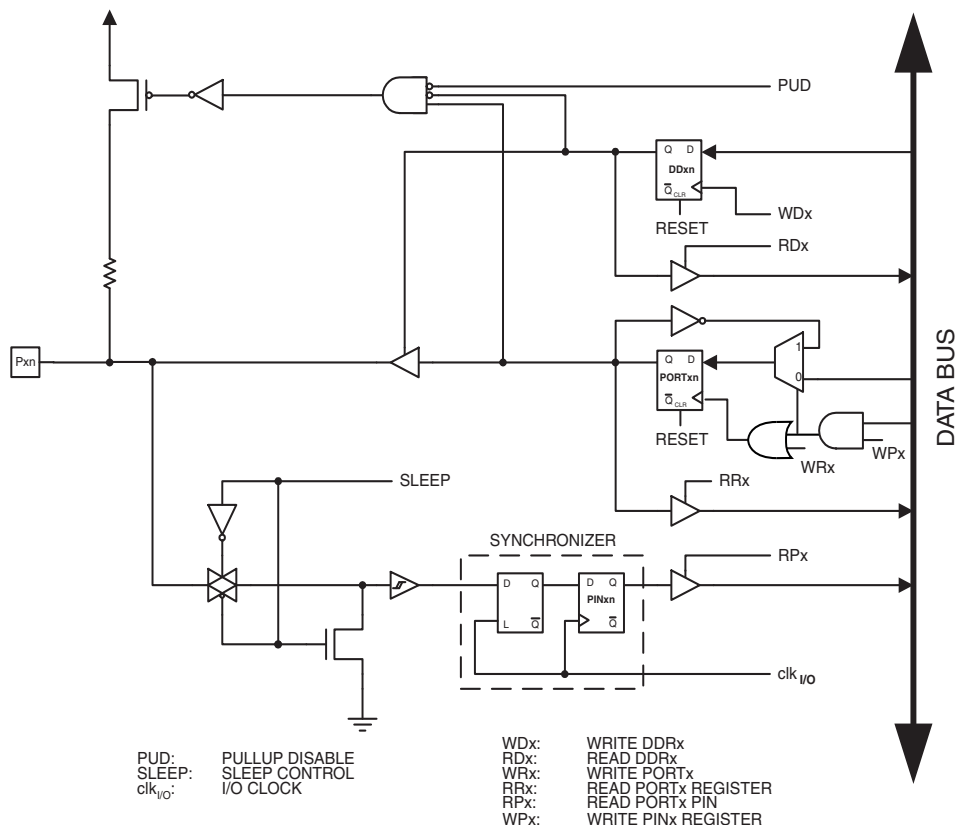 PUD
Q D
DDxn
Q CLR
WDx
RESET
RDx
Pxn
1
Q D
PORTxn
0
Q CLR
RESET
WRx
WPx
DATA BUS
SLEEP
RRx
SYNCHRONIZER
RPx
D Q
D Q
PINxn
L Q
Q
clk I/O
PUD: PULLUP DISABLE
SLEEP: SLEEP CONTROL
clkI/O: I/O CLOCK
WDx: WRITE DDRx
RDx: READ DDRx
WRx: WRITE PORTx
RRx: READ PORTx REGISTER
RPx: READ PORTx PIN
WPx: WRITE PINx REGISTER